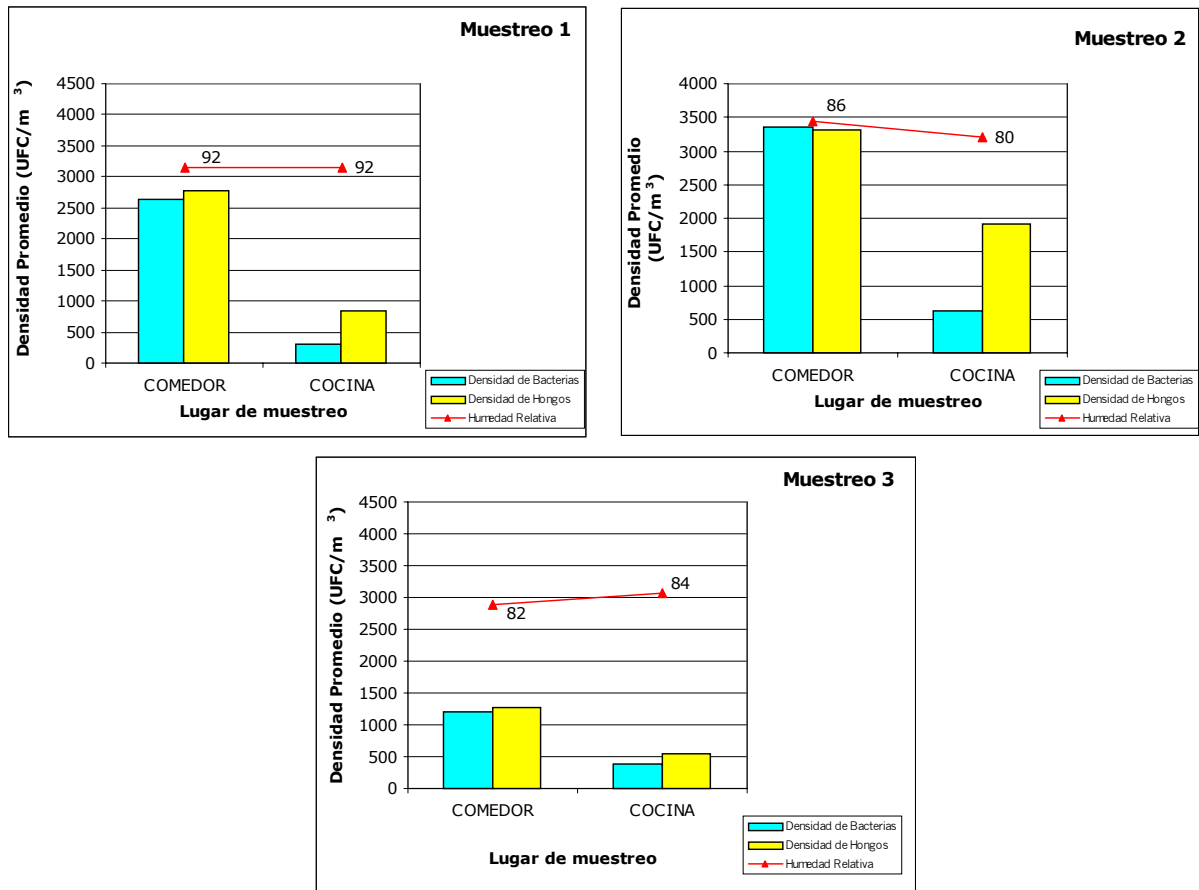 Muestreo 1
Densidad Promedio (UFC/m ³)
4500
4000
3500
3000
2500
2000
1500
1000
500
0
92
92
COMEDOR
COCINA
Lugar de muestreo
Densidad de Bacterias
Densidad de Hongos
Humedad Relativa
Muestreo 2
Densidad Promedio
(UFC/m ³)
4000
3500
3000
2500
2000
1500
1000
500
0
86
80
COMEDOR
COCINA
Lugar de muestreo
Densidad de Bacterias
Densidad de Hongos
Humedad Relativa
Muestreo 3
Densidad Promedio (UFC/m ³)
4500
4000
3500
3000
2500
2000
1500
1000
500
0
82
84
COMEDOR
COCINA
Lugar de muestreo
Densidad de Bacterias
Densidad de Hongos
Humedad Relativa